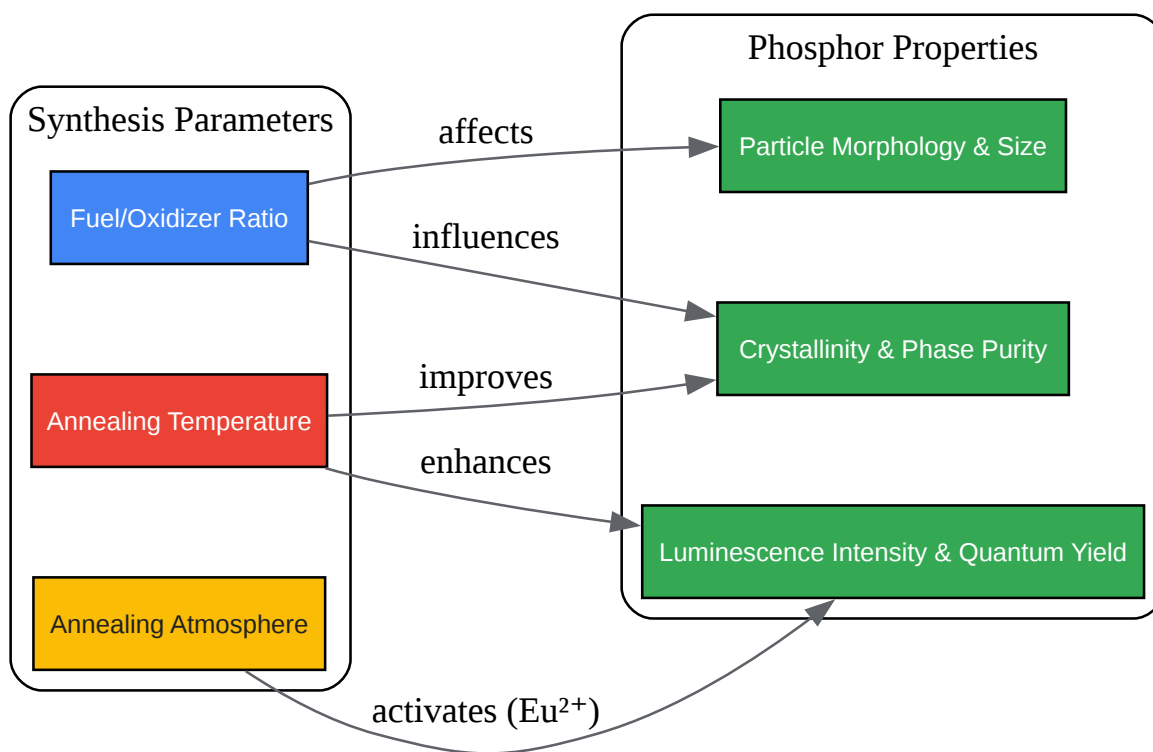 Phosphor Properties
Synthesis Parameters
affects
Particle Morphology & Size
Fuel/Oxidizer Ratio
influences
Crystallinity & Phase Purity
improves
Annealing Temperature
enhances
Luminescence Intensity & Quantum Yield
Annealing Atmosphere
activates (Eu²⁺)